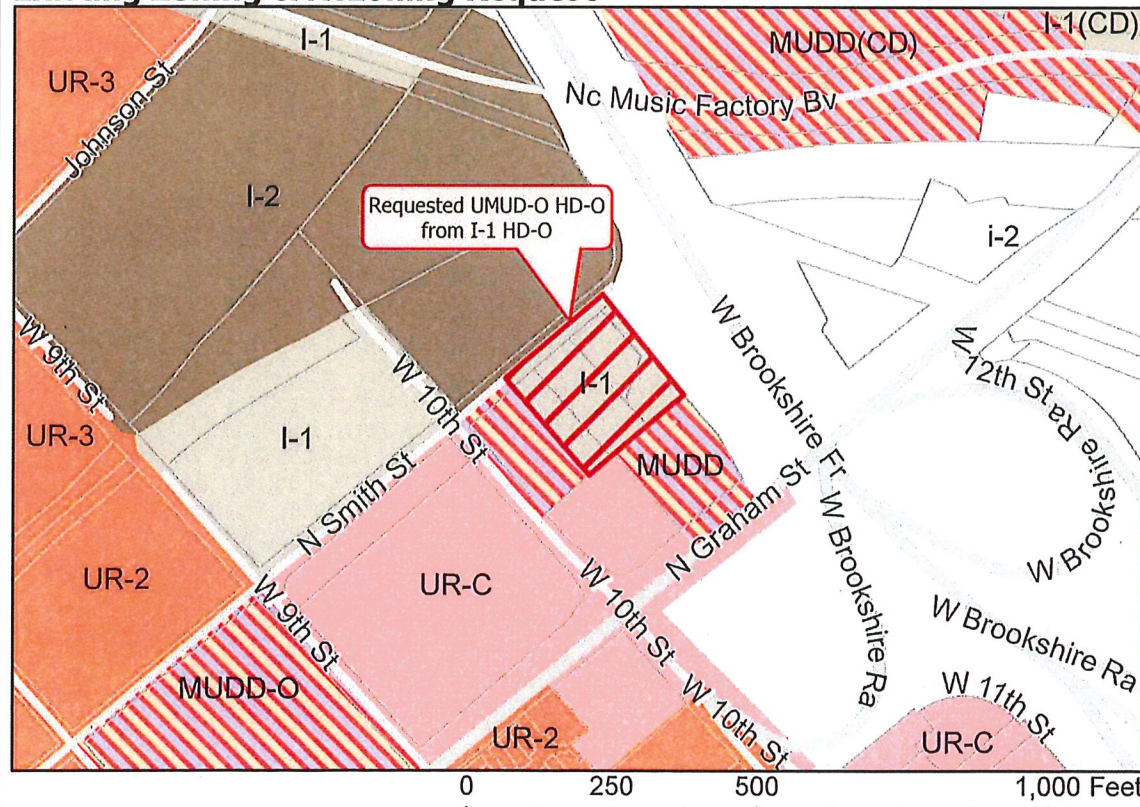 I-1
I-1(CD)
MUDD(CD)
UR-3
Johnson St
Nc Music Factory Bv
I-2
Requested UMUD-O HD-O
from I-1 HD-O
i-2
W Brookshire Fr
W 9th St
W 10th St
I-1
W 12th St
W Brookshire Ra
UR-3
I-1
MUDD
N Smith St
N Graham St
UR-2
UR-C
W 9th St
W 10th St
W Brookshire Ra
W Brookshire Ra
MUDD-O
W 10th St
W 11th St
UR-2
UR-C
0 250 500 1,000 Feet